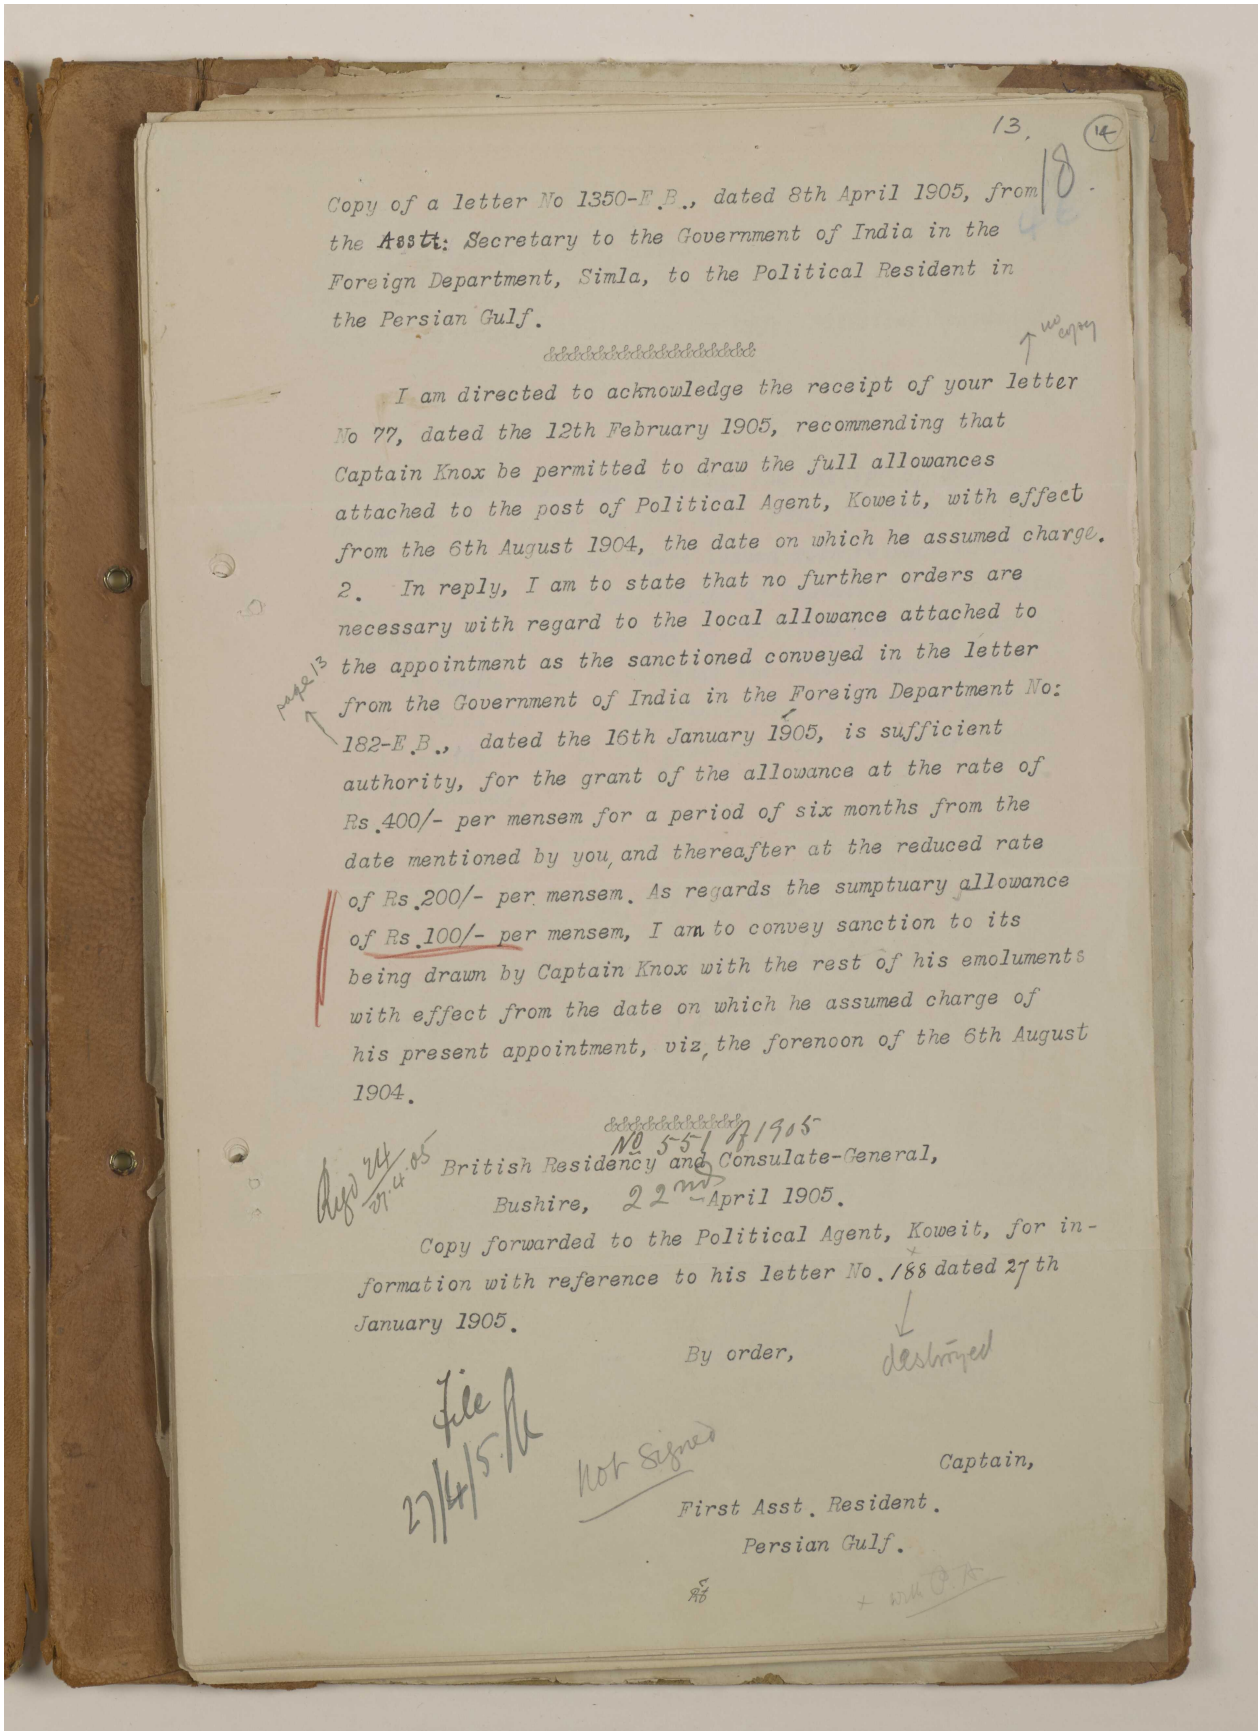 13.
14
18.
Copy of a letter No 1350-E.B., dated 8th April 1905, from
the Asstt: Secretary to the Government of India in the
Foreign Department, Simla, to the Political Resident in
the Persian Gulf.
no copy
&&&&&&&&&&&&&&&&&&
I am directed to acknowledge the receipt of your letter
No 77, dated the 12th February 1905, recommending that
Captain Knox be permitted to draw the full allowances
attached to the post of Political Agent, Koweit, with effect
from the 6th August 1904, the date on which he assumed charge.
2. In reply, I am to state that no further orders are
necessary with regard to the local allowance attached to
the appointment as the sanctioned conveyed in the letter
page 13
from the Government of India in the Foreign Department No:
182-E.B., dated the 16th January 1905, is sufficient
authority, for the grant of the allowance at the rate of
Rs.400/- per mensem for a period of six months from the
date mentioned by you, and thereafter at the reduced rate
of Rs.200/- per mensem. As regards the sumptuary allowance
of Rs.100/- per mensem, I am to convey sanction to its
being drawn by Captain Knox with the rest of his emoluments
with effect from the date on which he assumed charge of
his present appointment, viz, the forenoon of the 6th August
1904.
&&&&&&&&&&&&
No 551 of 1905
British Residency and Consulate-General,
Regd 24
27.4.05
Bushire, 22nd April 1905.
Copy forwarded to the Political Agent, Koweit, for in-
formation with reference to his letter No. 188 dated 27th
January 1905.
By order,
destroyed
File
27/4/5.
Not Signed
Captain,
First Asst. Resident.
Persian Gulf.
x with P.A.